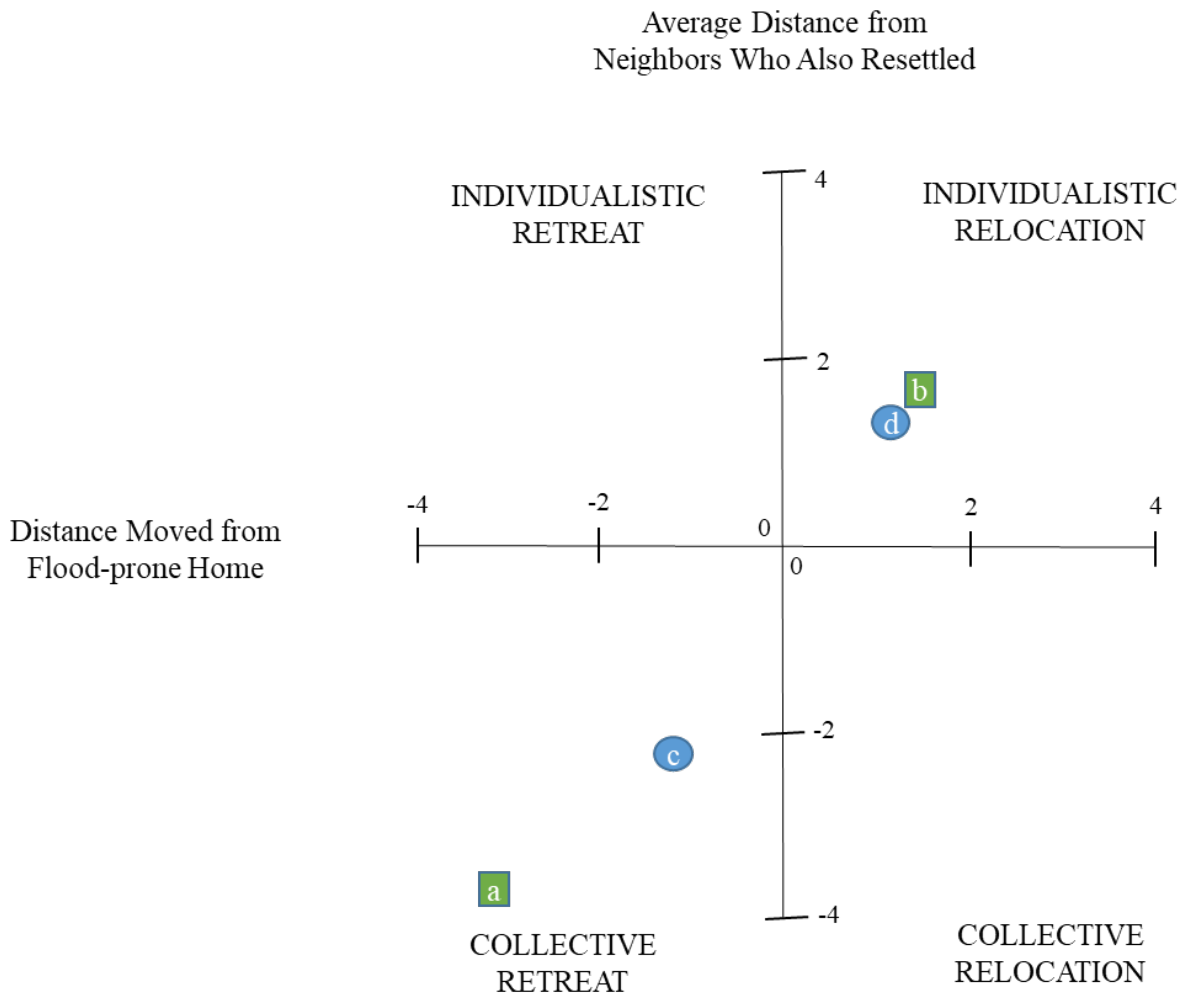 Average Distance from
Neighbors Who Also Resettled
4
INDIVIDUALISTIC
RETREAT
INDIVIDUALISTIC
RELOCATION
2
b
d
-4
-2
0
2
4
Distance Moved from
Flood-prone Home
0
-2
c
a
-4
COLLECTIVE
RETREAT
COLLECTIVE
RELOCATION